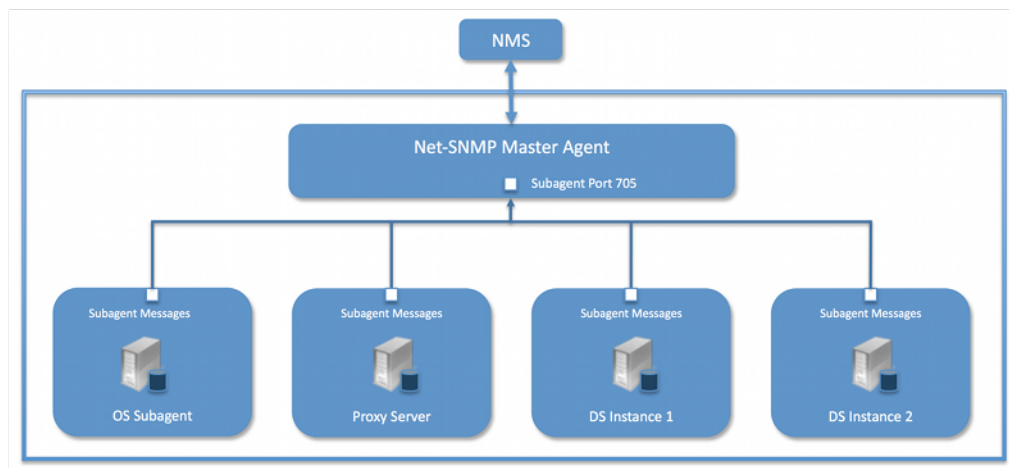 NMS
Net-SNMP Master Agent
Subagent Port 705
Subagent Messages
OS Subagent
Subagent Messages
Proxy Server
Subagent Messages
DS Instance 1
Subagent Messages
DS Instance 2